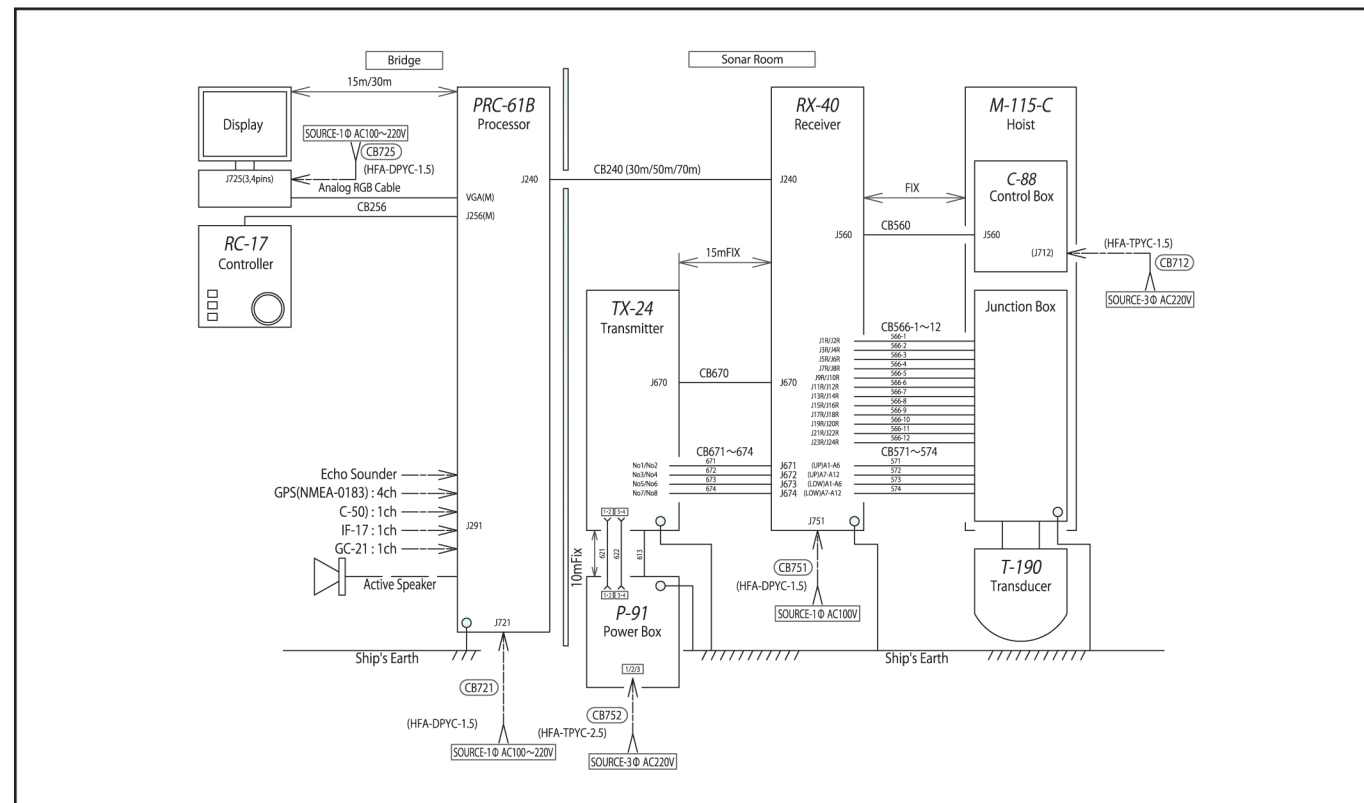 Bridge
Sonar Room
15m/30m
Display
SOURCE-1Φ AC100～220V
CB725
(HFA-DPYC-1.5)
J725(3,4pins)
Analog RGB Cable
VGA(M)
CB256
J256(M)
RC-17
Controller
PRC-61B
Processor
J240
CB240 (30m/50m/70m)
RX-40
Receiver
J240
FIX
J560
CB560
M-115-C
Hoist
C-88
Control Box
J560
(J712)
(HFA-TPYC-1.5)
CB712
SOURCE-3Φ AC220V
15mFIX
TX-24
Transmitter
J670
CB670
J670
Junction Box
CB566-1～12
J1R/J2R 566-1
J3R/J4R 566-2
J5R/J6R 566-3
J7R/J8R 566-4
J9R/J10R 566-5
J11R/J12R 566-6
J13R/J14R 566-7
J15R/J16R 566-8
J17R/J18R 566-9
J19R/J20R 566-10
J21R/J22R 566-11
J23R/J24R 566-12
CB671～674
CB571～574
No1/No2 671 J671 (UP)A1-A6 571
No3/No4 672 J672 (UP)A7-A12 572
No5/No6 673 J673 (LOW)A1-A6 573
No7/No8 674 J674 (LOW)A7-A12 574
Echo Sounder
GPS(NMEA-0183) : 4ch
C-50) : 1ch
IF-17 : 1ch
GC-21 : 1ch
J291
Active Speaker
J721
1-2 3-4
10mFix
621
622
613
1-2 3-4
P-91
Power Box
1/2/3
J751
CB751
(HFA-DPYC-1.5)
SOURCE-1Φ AC100V
T-190
Transducer
Ship's Earth
Ship's Earth
CB721
(HFA-DPYC-1.5)
SOURCE-1Φ AC100～220V
CB752
(HFA-TPYC-2.5)
SOURCE-3Φ AC220V